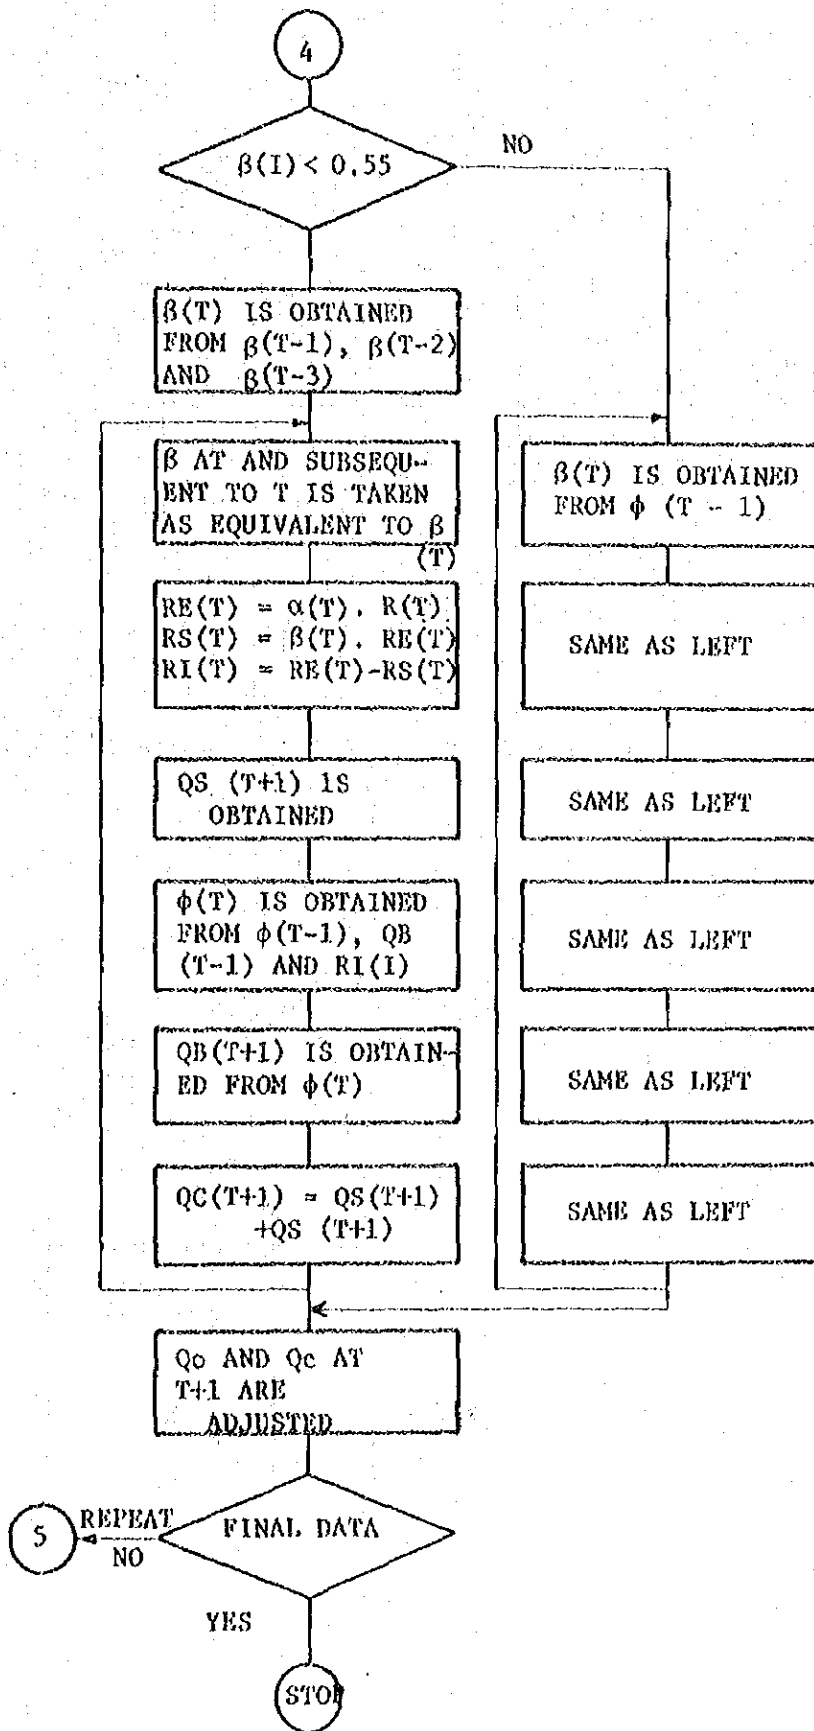 4
β(I) < 0.55
NO
β(T) IS OBTAINED
FROM β(T-1), β(T-2)
AND β(T-3)
β AT AND SUBSEQU-
ENT TO T IS TAKEN
AS EQUIVALENT TO β
(T)
β(T) IS OBTAINED
FROM φ (T - 1)
RE(T) = α(T). R(T)
RS(T) = β(T). RE(T)
RI(T) = RE(T)-RS(T)
SAME AS LEFT
QS (T+1) IS
OBTAINED
SAME AS LEFT
φ(T) IS OBTAINED
FROM φ(T-1), QB
(T-1) AND RI(I)
SAME AS LEFT
QB(T+1) IS OBTAIN-
ED FROM φ(T)
SAME AS LEFT
QC(T+1) = QS(T+1)
+QS (T+1)
SAME AS LEFT
Qo AND Qc AT
T+1 ARE
ADJUSTED
5
REPEAT
NO
FINAL DATA
YES
STOP